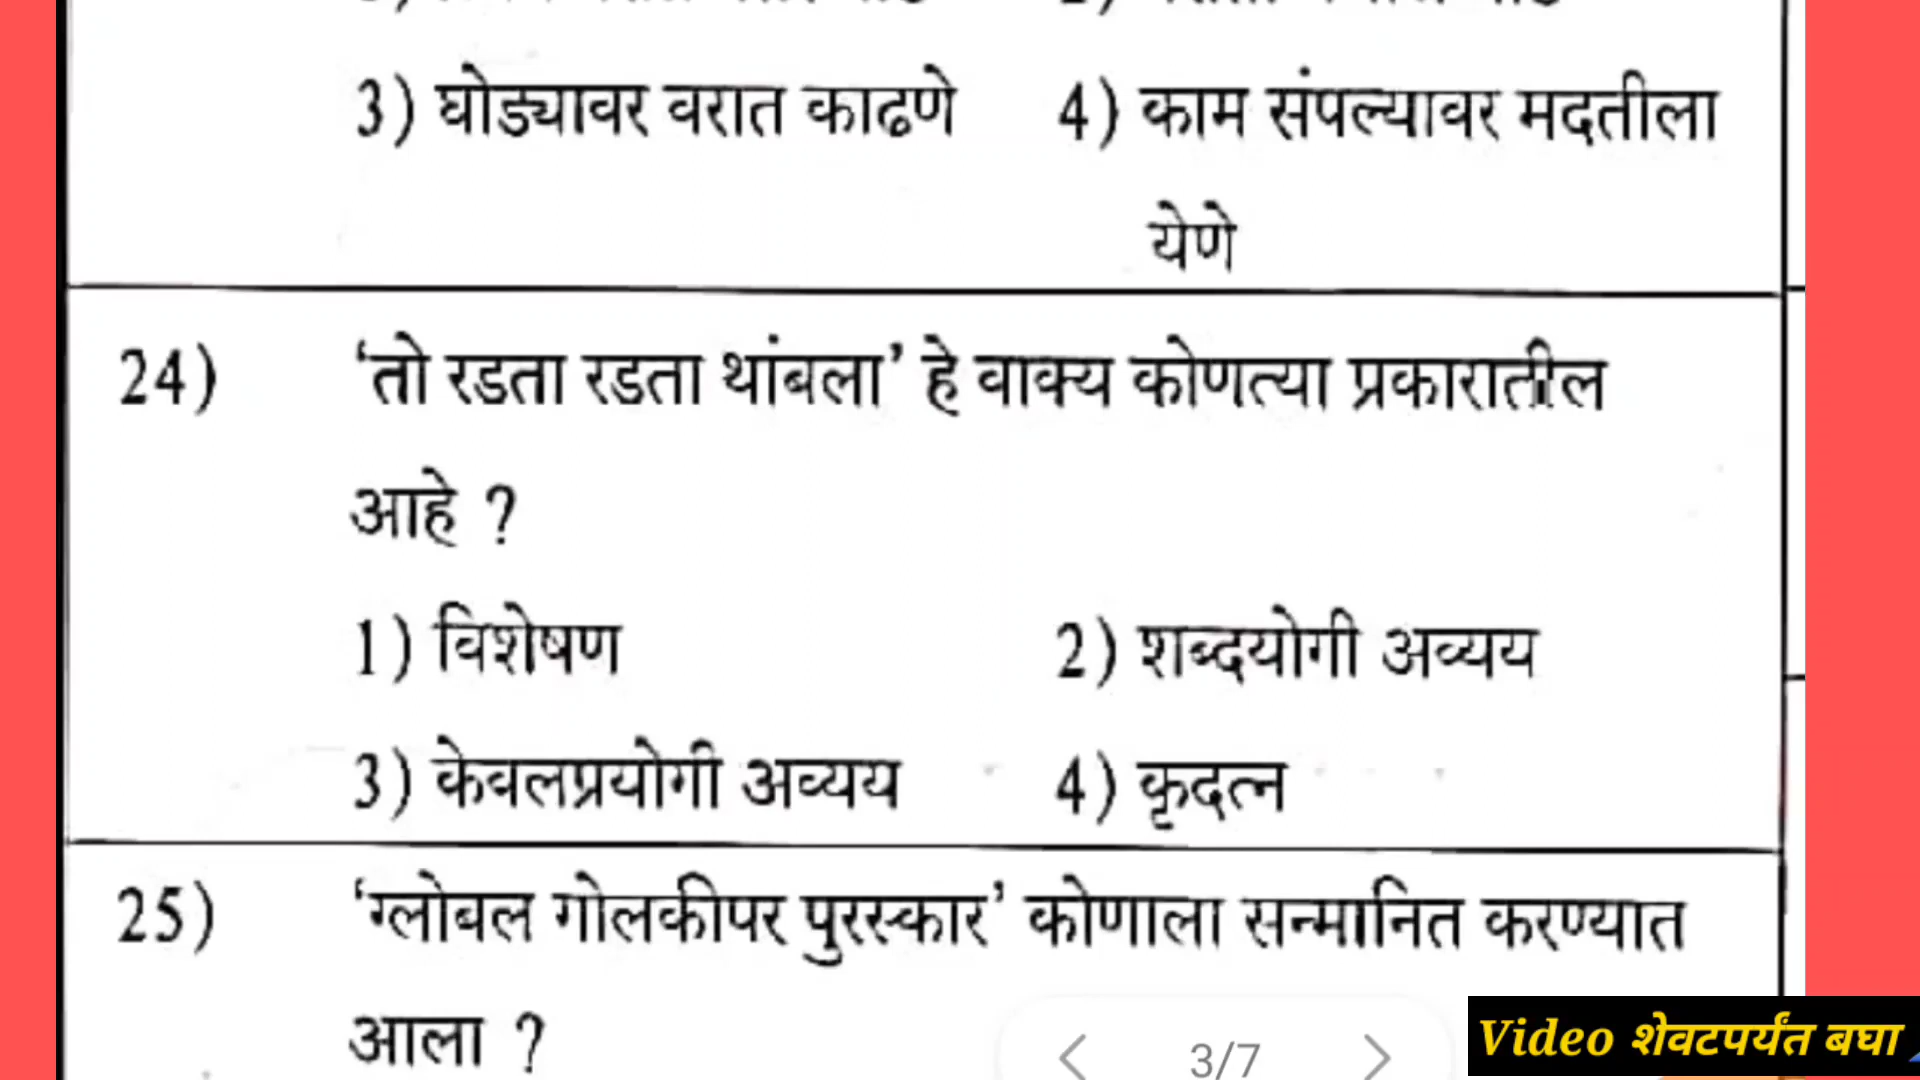 3) घोड्यावर वरात काढणे 4) काम संपल्यावर मदतीला
येणे
24) ‘तो रडता रडता थांबला’ हे वाक्य कोणत्या प्रकारातील
आहे ?
1) विशेषण 2) शब्दयोगी अव्यय
3) केवलप्रयोगी अव्यय 4) कृदत्न
25) ‘ग्लोबल गोलकीपर पुरस्कार’ कोणाला सन्मानित करण्यात
आला ?
3/7
Video शेवटपर्यंत बघा